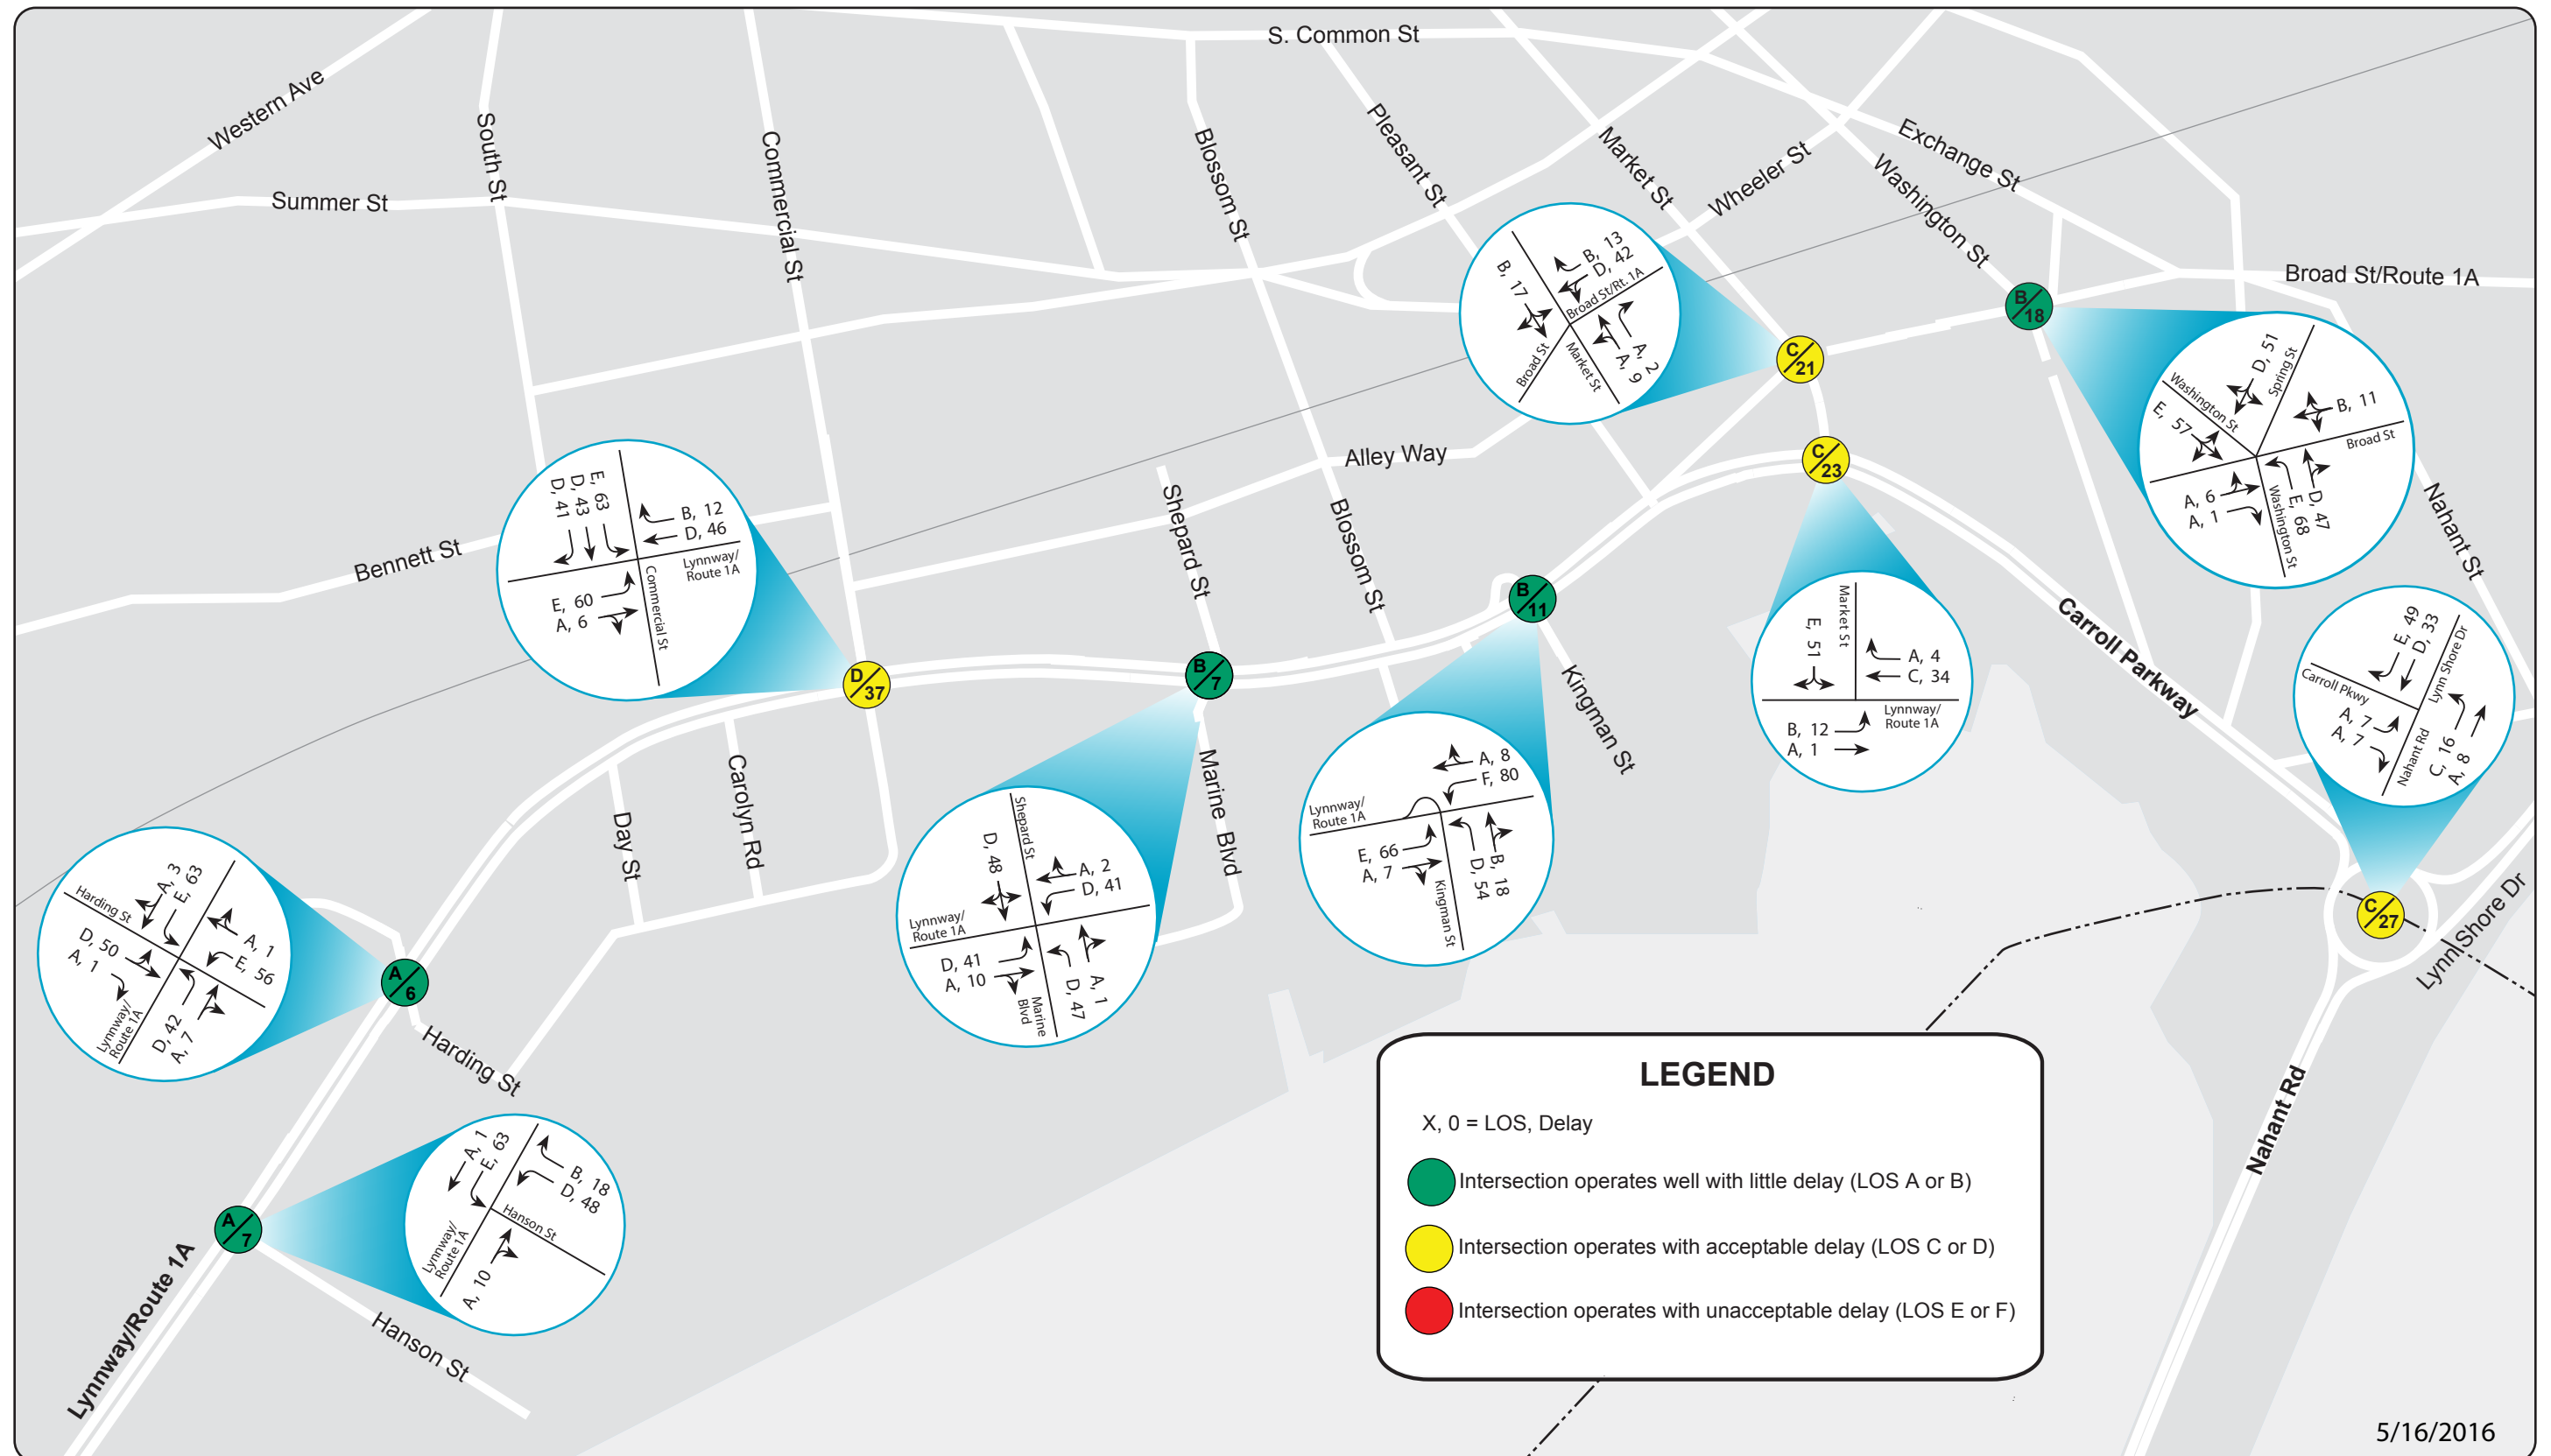 S. Common St
Western Ave
South St
Summer St
Commercial St
Blossom St
Pleasant St
Market St
Wheeler St
Washington St
Exchange St
Broad St/Route 1A
B/18
C/21
C/23
B, 13
D, 42
B, 17
Broad St/Rt. 1A
A, 2
A, 9
Broad St
Market St
D, 51
Spring St
Washington St
E, 57
B, 11
Broad St
A, 6
A, 1
D, 47
E, 68
Washington St
Alley Way
Bennett St
Shepard St
Blossom St
Nahant St
E, 63
D, 43
D, 41
B, 12
D, 46
Lynnway/
Route 1A
E, 60
A, 6
Commercial St
D/37
B/7
B/11
Kingman St
Market St
E, 51
A, 4
C, 34
Lynnway/
Route 1A
B, 12
A, 1
Carroll Parkway
E, 49
D, 33
Lynn Shore Dr
Carroll Pkwy
A, 7
A, 7
Nahant Rd
C, 16
A, 8
C/27
Lynn Shore Dr
Day St
Carolyn Rd
Marine Blvd
Shepard St
D, 48
A, 2
D, 41
Lynnway/
Route 1A
D, 41
A, 10
A, 1
D, 47
Marine
Blvd
A, 8
F, 80
Lynnway/
Route 1A
E, 66
A, 7
B, 18
D, 54
Kingman St
A, 3
E, 63
Harding St
D, 50
A, 1
A, 1
E, 56
Lynnway/
Route 1A
D, 42
A, 7
A/6
Harding St
A, 1
E, 63
B, 18
D, 48
Hanson St
Lynnway/
Route 1A
A, 10
A/7
Lynnway/Route 1A
Hanson St
Nahant Rd
LEGEND
X, 0 = LOS, Delay
Intersection operates well with little delay (LOS A or B)
Intersection operates with acceptable delay (LOS C or D)
Intersection operates with unacceptable delay (LOS E or F)
5/16/2016